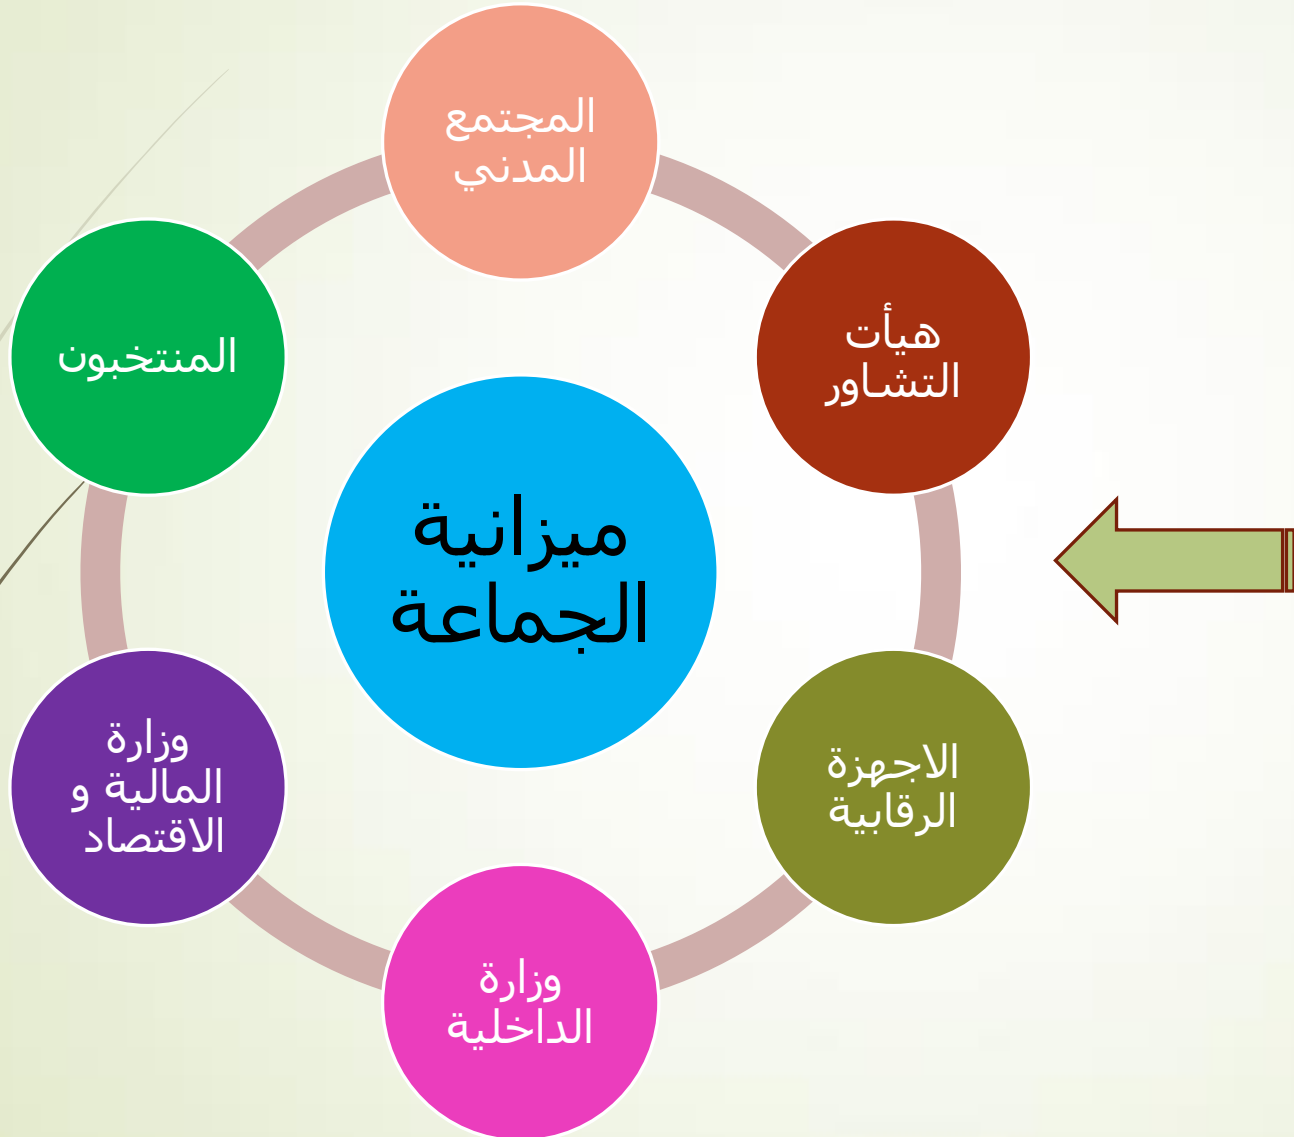 المجتمع
المدني
هيأت
التشاور
المنتخبون
ميزانية
الجماعة
الاجهزة
الرقابية
وزارة
المالية و
الاقتصاد
وزارة
الداخلية